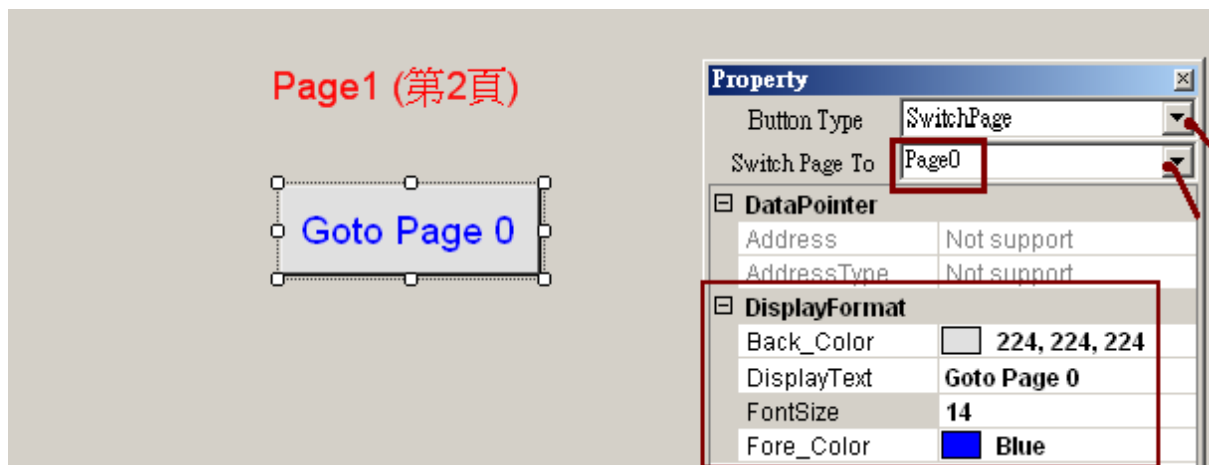 Page1 (第2頁)
Goto Page 0
Property
Button Type SwitchPage
Switch Page To Page0
DataPointer
Address Not support
AddressType Not support
DisplayFormat
Back_Color 224, 224, 224
DisplayText Goto Page 0
FontSize 14
Fore_Color Blue